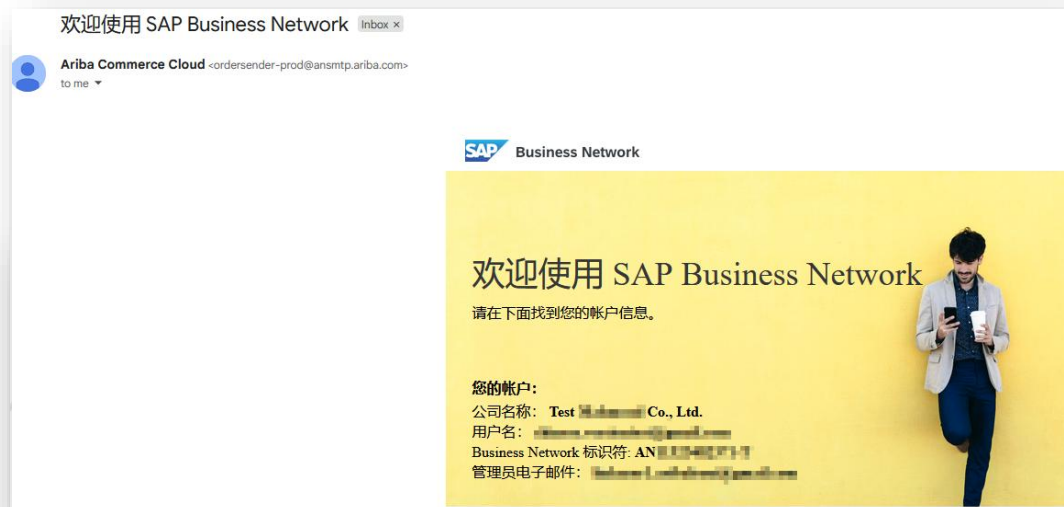 欢迎使用 SAP Business Network Inbox ×
Ariba Commerce Cloud <ordersender-prod@ansmtp.ariba.com>
to me
SAP Business Network
欢迎使用 SAP Business Network
请在下面找到您的帐户信息。
您的帐户：
公司名称： Test Co., Ltd.
用户名：
Business Network 标识符: AN
管理员电子邮件：